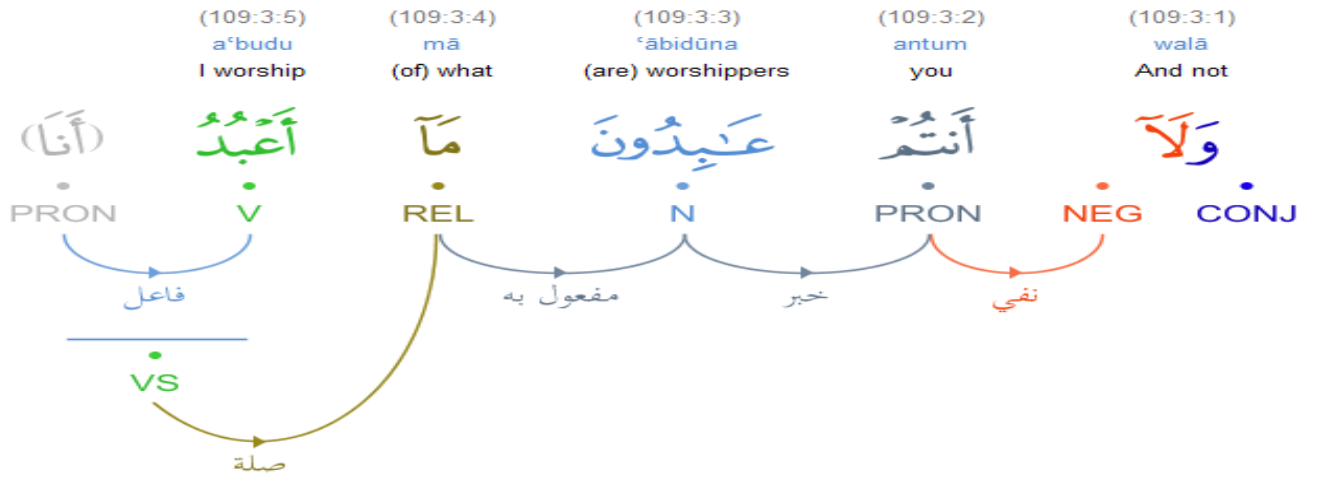 (109:3:5) (109:3:4) (109:3:3) (109:3:2) (109:3:1)
aʿbudu mā ʿābidūna antum walā
I worship (of) what (are) worshippers you And not
وَلَآ أَنتُمْ عَـٰبِدُونَ مَآ أَعْبُدُ (أَنَا)
PRON V REL N PRON NEG CONJ
فاعل مفعول به خبر نفي
VS
صلة